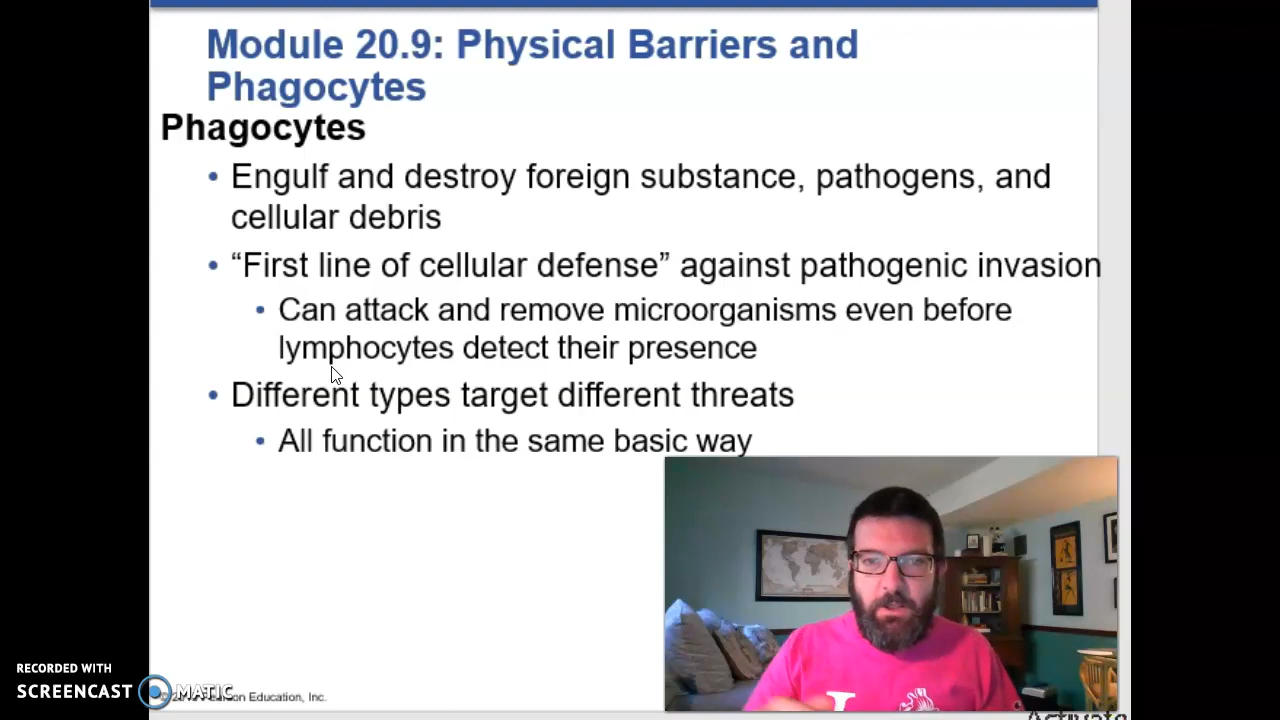 Module 20.9: Physical Barriers and
Phagocytes
Phagocytes
• Engulf and destroy foreign substance, pathogens, and
cellular debris
• “First line of cellular defense” against pathogenic invasion
• Can attack and remove microorganisms even before
lymphocytes detect their presence
• Different types target different threats
• All function in the same basic way
RECORDED WITH
SCREENCAST MATIC
Pearson Education, Inc.
Activate